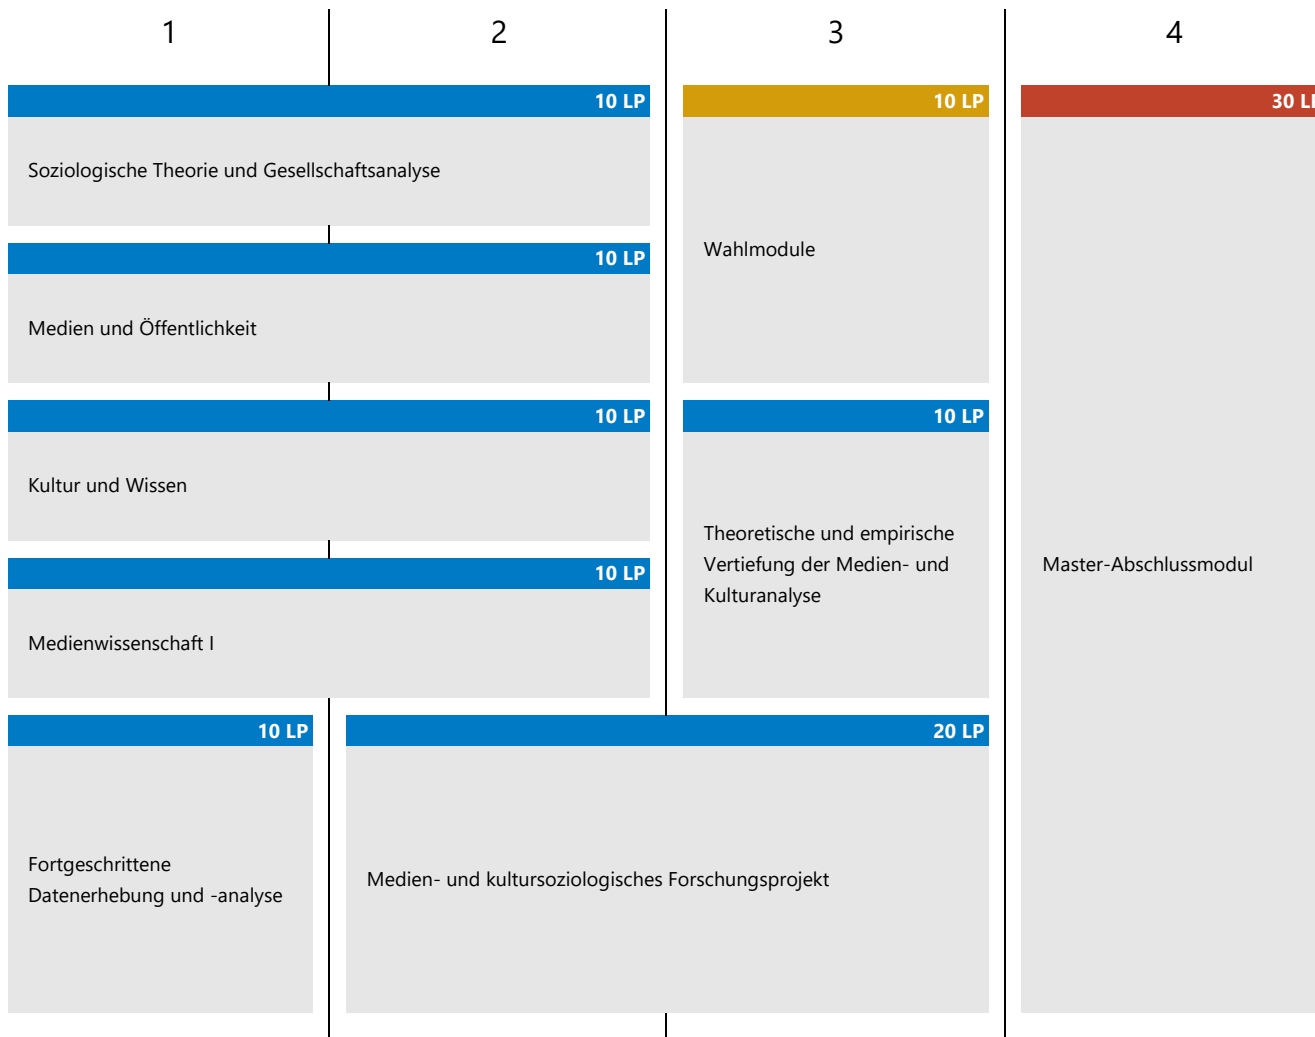 1
2
3
4
10 LP
Soziologische Theorie und Gesellschaftsanalyse
10 LP
Medien und Öffentlichkeit
10 LP
Kultur und Wissen
10 LP
Medienwissenschaft I
10 LP
Fortgeschrittene
Datenerhebung und -analyse
20 LP
Medien- und kultursoziologisches Forschungsprojekt
10 LP
Wahlmodule
10 LP
Theoretische und empirische
Vertiefung der Medien- und
Kulturanalyse
30 LP
Master-Abschlussmodul